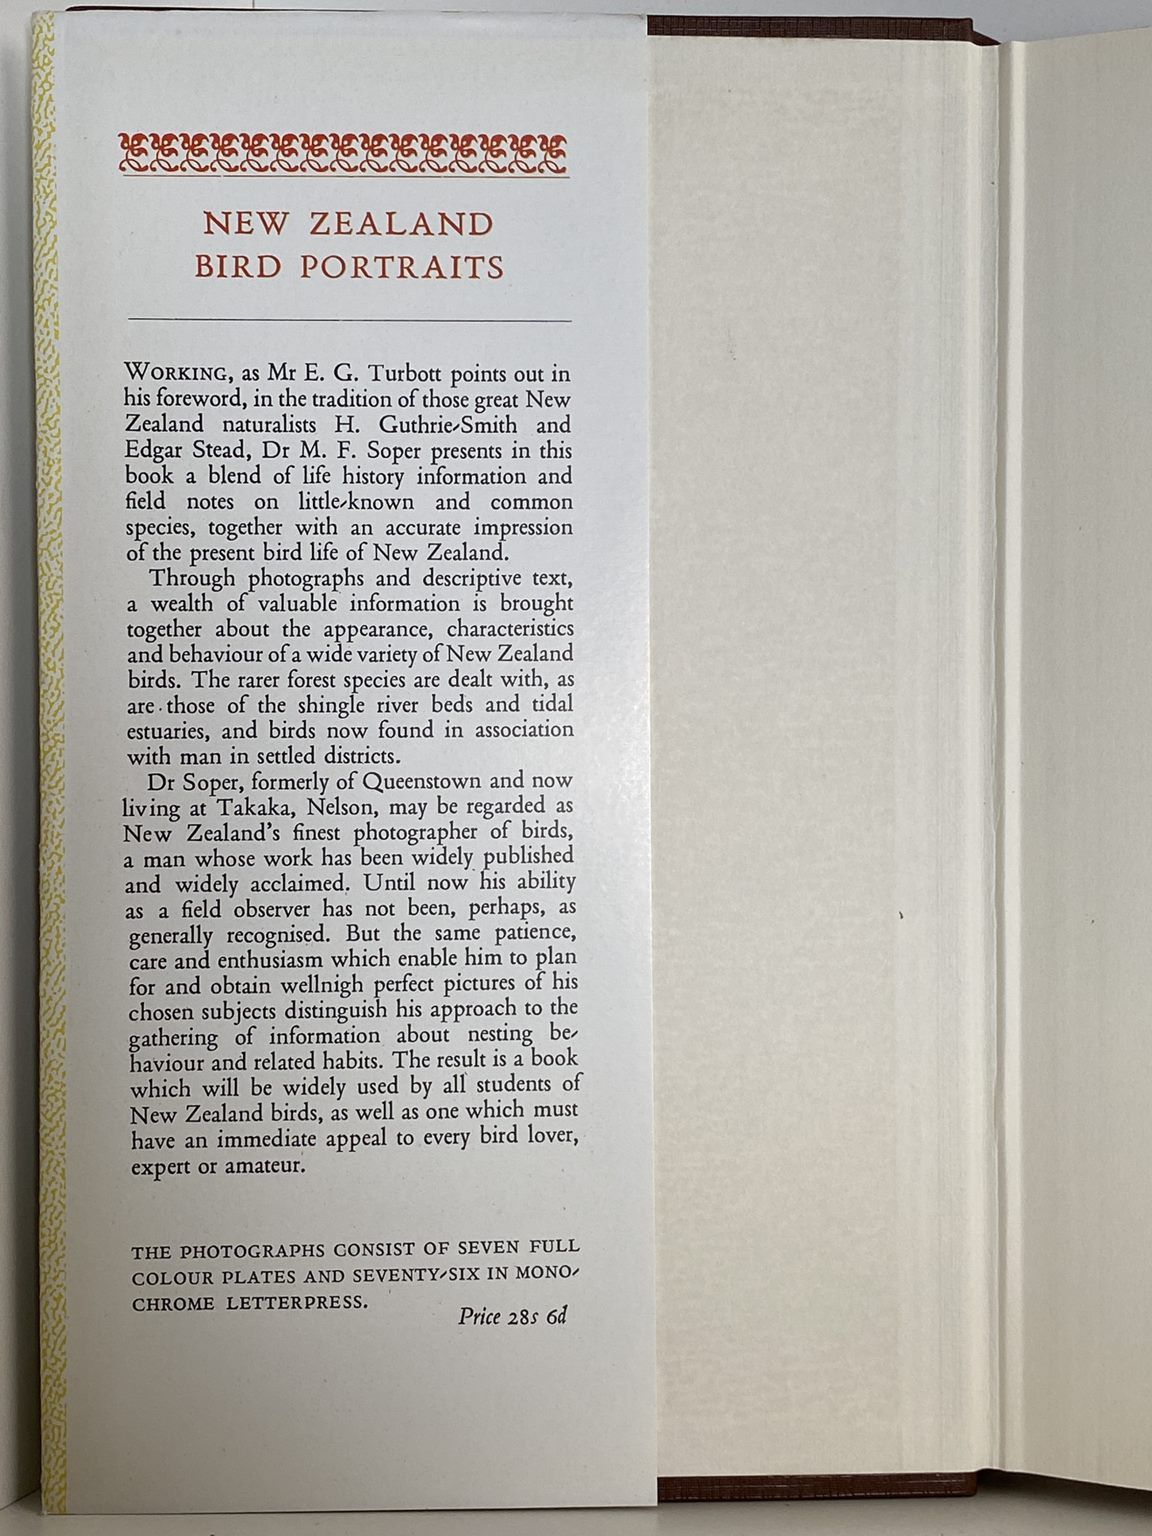 NEW ZEALAND
BIRD PORTRAITS
WORKING, as Mr E. G. Turbott points out in
his foreword, in the tradition of those great New
Zealand naturalists H. Guthrie-Smith and
Edgar Stead, Dr M. F. Soper presents in this
book a blend of life history information and
field notes on little-known and common
species, together with an accurate impression
of the present bird life of New Zealand.
Through photographs and descriptive text,
a wealth of valuable information is brought
together about the appearance, characteristics
and behaviour of a wide variety of New Zealand
birds. The rarer forest species are dealt with, as
are those of the shingle river beds and tidal
estuaries, and birds now found in association
with man in settled districts.
Dr Soper, formerly of Queenstown and now
living at Takaka, Nelson, may be regarded as
New Zealand's finest photographer of birds,
a man whose work has been widely published
and widely acclaimed. Until now his ability
as a field observer has not been, perhaps, as
generally recognised. But the same patience,
care and enthusiasm which enable him to plan
for and obtain wellnigh perfect pictures of his
chosen subjects distinguish his approach to the
gathering of information about nesting be-
haviour and related habits. The result is a book
which will be widely used by all students of
New Zealand birds, as well as one which must
have an immediate appeal to every bird lover,
expert or amateur.
THE PHOTOGRAPHS CONSIST OF SEVEN FULL
COLOUR PLATES AND SEVENTY-SIX IN MONO-
CHROME LETTERPRESS.
Price 28s 6d